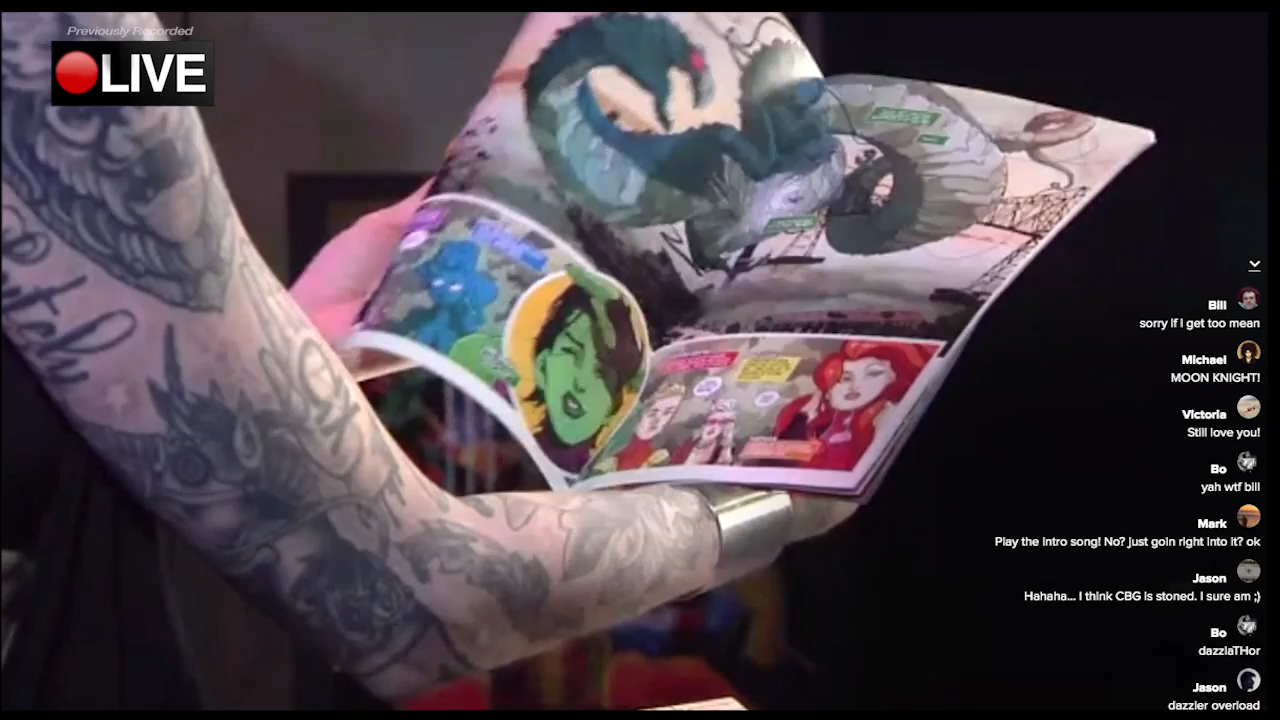 Previously Recorded
LIVE
Bill
sorry if I get too mean
Michael
MOON KNIGHT!
Victoria
Still love you!
Bo
yah wtf bill
Mark
Play the intro song! No? just goin right into it? ok
Jason
Hahaha... I think CBG is stoned. I sure am ;)
Bo
dazzlaTHor
Jason
dazzler overload